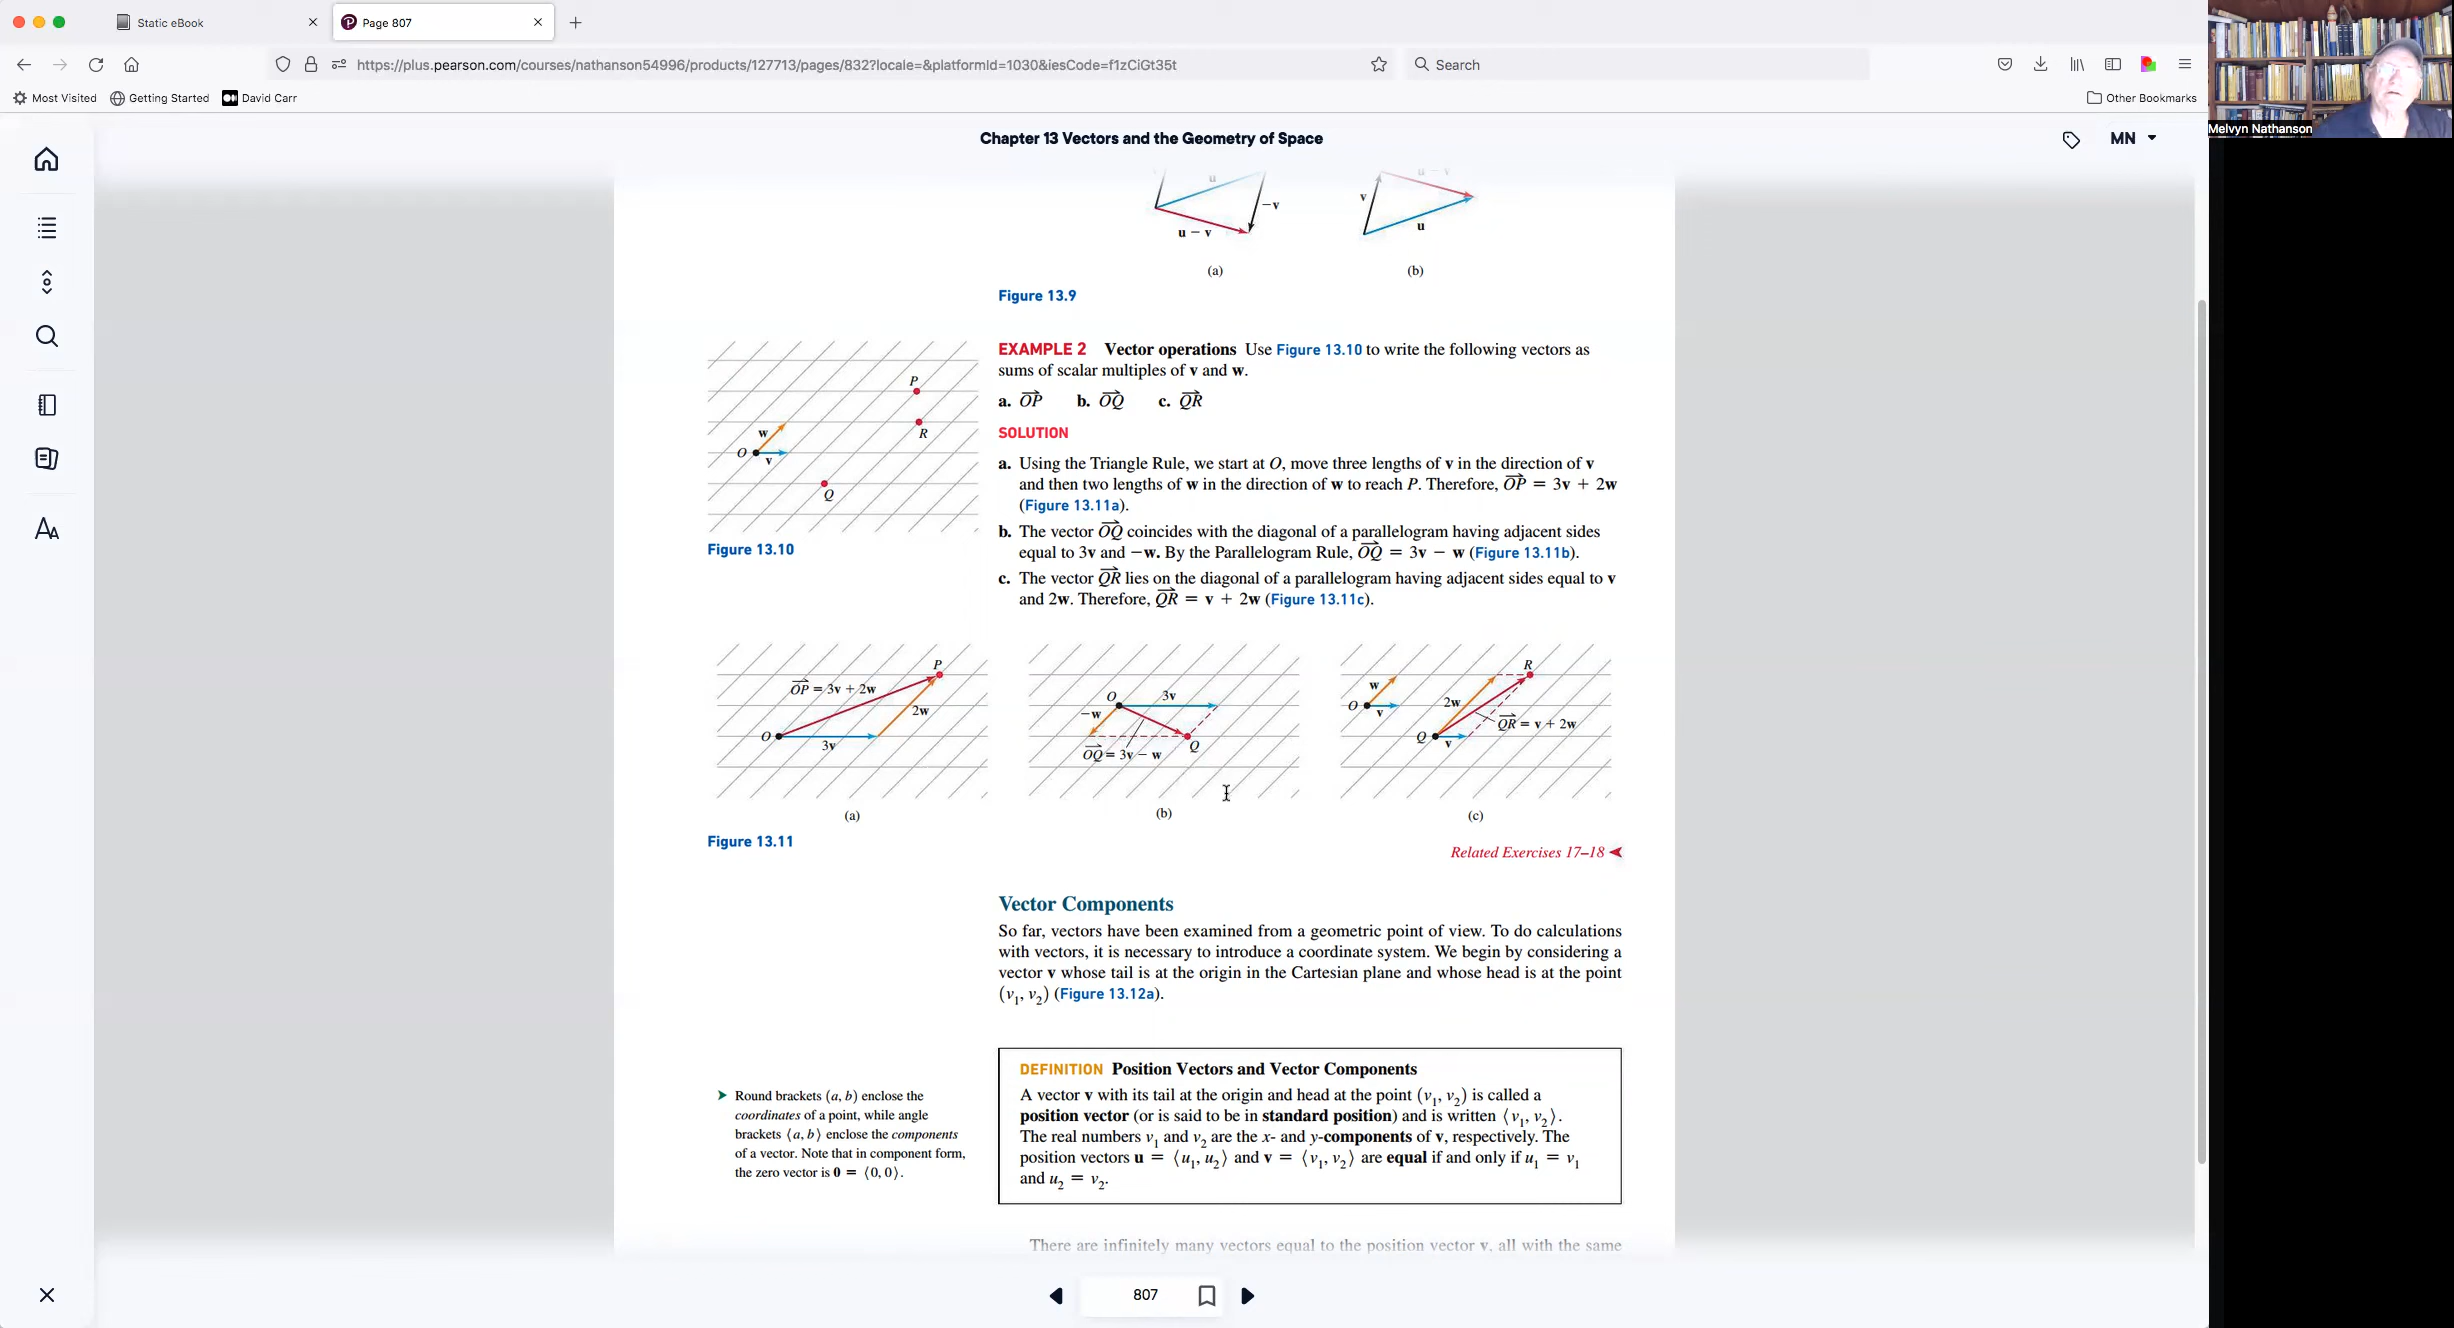 Static eBook
Page 807
https://plus.pearson.com/courses/nathanson54996/products/127713/pages/832?locale=&platformId=1030&iesCode=f1zCiGt35t
Search
Most Visited
Getting Started
David Carr
Other Bookmarks
Melvyn Nathanson
Chapter 13 Vectors and the Geometry of Space
MN
u
−v
u − v
(a)
u − v
v
u
(b)
Figure 13.9
P
R
w
O
v
Q
Figure 13.10
EXAMPLE 2 Vector operations Use Figure 13.10 to write the following vectors as
sums of scalar multiples of v and w.
a. OP⃗ b. OQ⃗ c. QR⃗
SOLUTION
a. Using the Triangle Rule, we start at O, move three lengths of v in the direction of v
and then two lengths of w in the direction of w to reach P. Therefore, OP⃗ = 3v + 2w
(Figure 13.11a).
b. The vector OQ⃗ coincides with the diagonal of a parallelogram having adjacent sides
equal to 3v and −w. By the Parallelogram Rule, OQ⃗ = 3v − w (Figure 13.11b).
c. The vector QR⃗ lies on the diagonal of a parallelogram having adjacent sides equal to v
and 2w. Therefore, QR⃗ = v + 2w (Figure 13.11c).
P
OP⃗ = 3v + 2w
2w
O
3v
(a)
O
3v
−w
OQ⃗ = 3v − w
Q
(b)
R
w
2w
O
v
QR⃗ = v + 2w
Q
v
(c)
Figure 13.11
Related Exercises 17–18
Vector Components
So far, vectors have been examined from a geometric point of view. To do calculations
with vectors, it is necessary to introduce a coordinate system. We begin by considering a
vector v whose tail is at the origin in the Cartesian plane and whose head is at the point
(v₁, v₂) (Figure 13.12a).
Round brackets (a, b) enclose the
coordinates of a point, while angle
brackets ⟨a, b⟩ enclose the components
of a vector. Note that in component form,
the zero vector is 0 = ⟨0, 0⟩.
DEFINITION Position Vectors and Vector Components
A vector v with its tail at the origin and head at the point (v₁, v₂) is called a
position vector (or is said to be in standard position) and is written ⟨v₁, v₂⟩.
The real numbers v₁ and v₂ are the x- and y-components of v, respectively. The
position vectors u = ⟨u₁, u₂⟩ and v = ⟨v₁, v₂⟩ are equal if and only if u₁ = v₁
and u₂ = v₂.
There are infinitely many vectors equal to the position vector v, all with the same
807